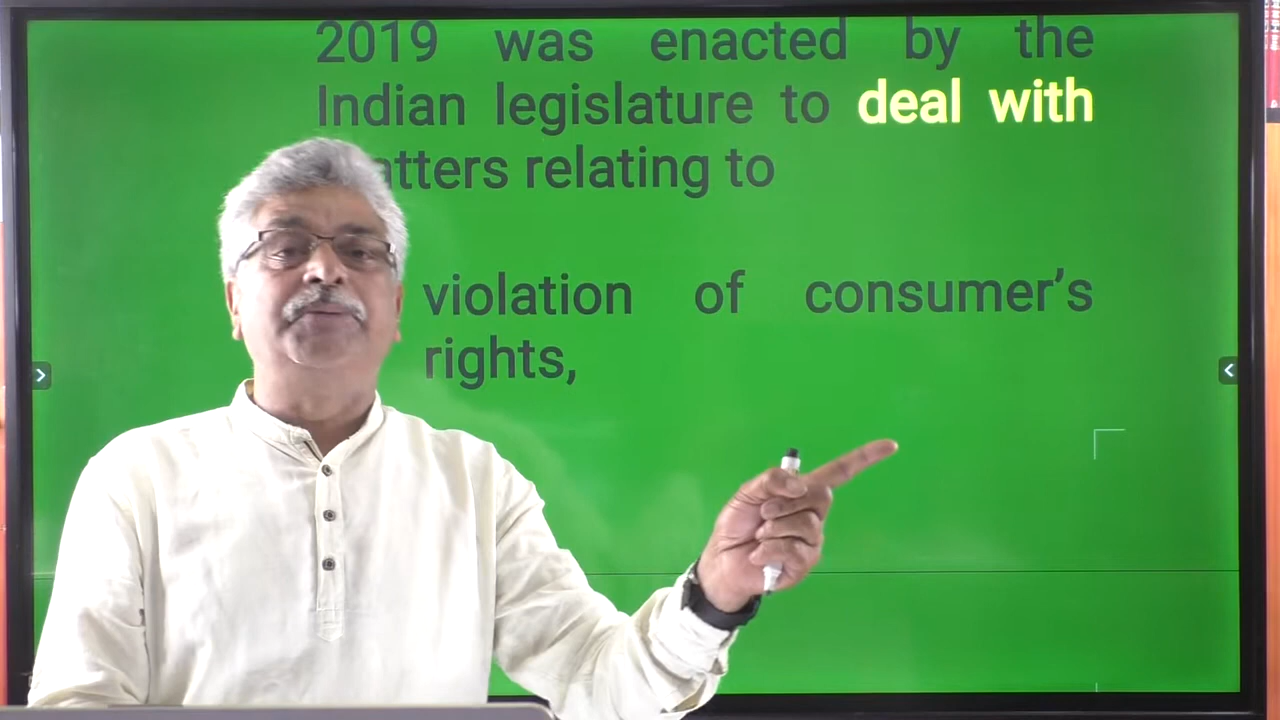 2019 was enacted by the
Indian legislature to deal with
atters relating to
violation of consumer's
rights,